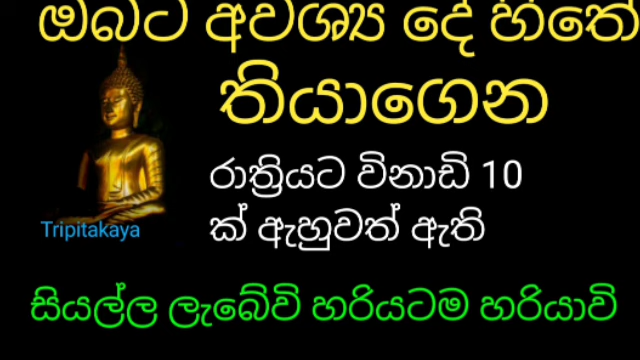 ඔබට අවශ්‍ය දේ හිතේ
තියාගෙන
රාත්‍රියට විනාඩි 10
ක් ඇහුවත් ඇති
Tripitakaya
සියල්ල ලැබේවි හරියටම හරියාවි